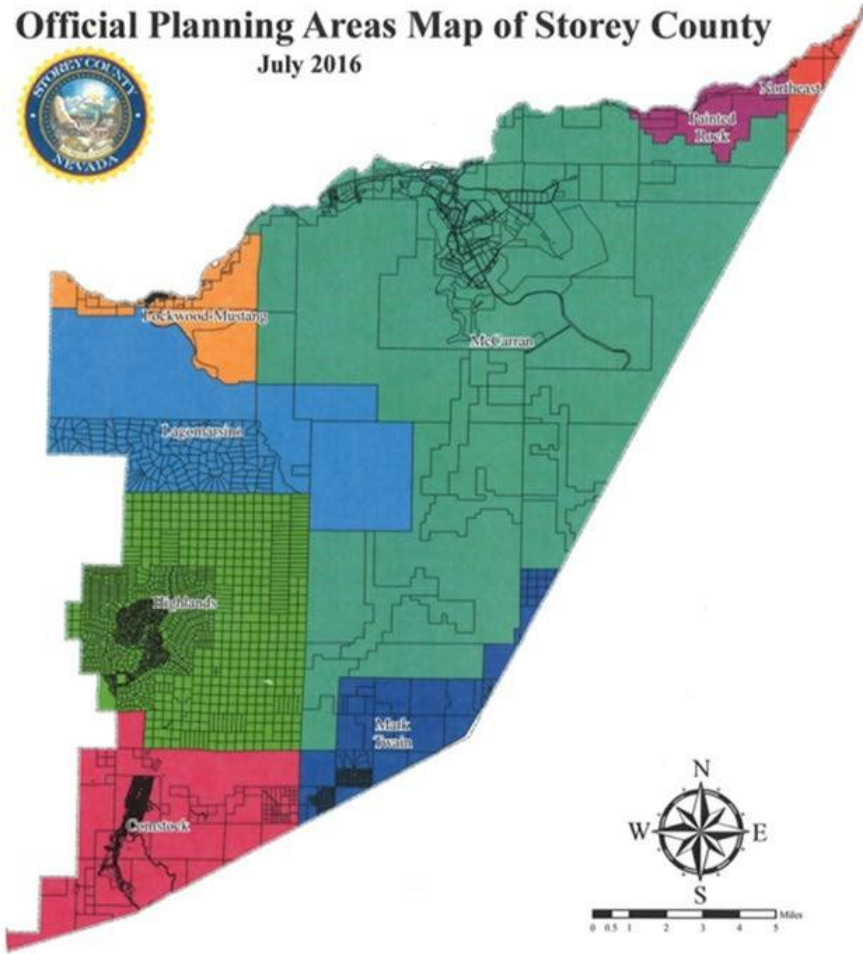 Official Planning Areas Map of Storey County
July 2016
STOREY COUNTY
NEVADA
Northeast
Painted
Rock
Lockwood-Mustang
McCarran
Lagomarsino
Highlands
Mark
Twain
Comstock
N
W E
S
Miles
0 0.5 1 2 3 4 5